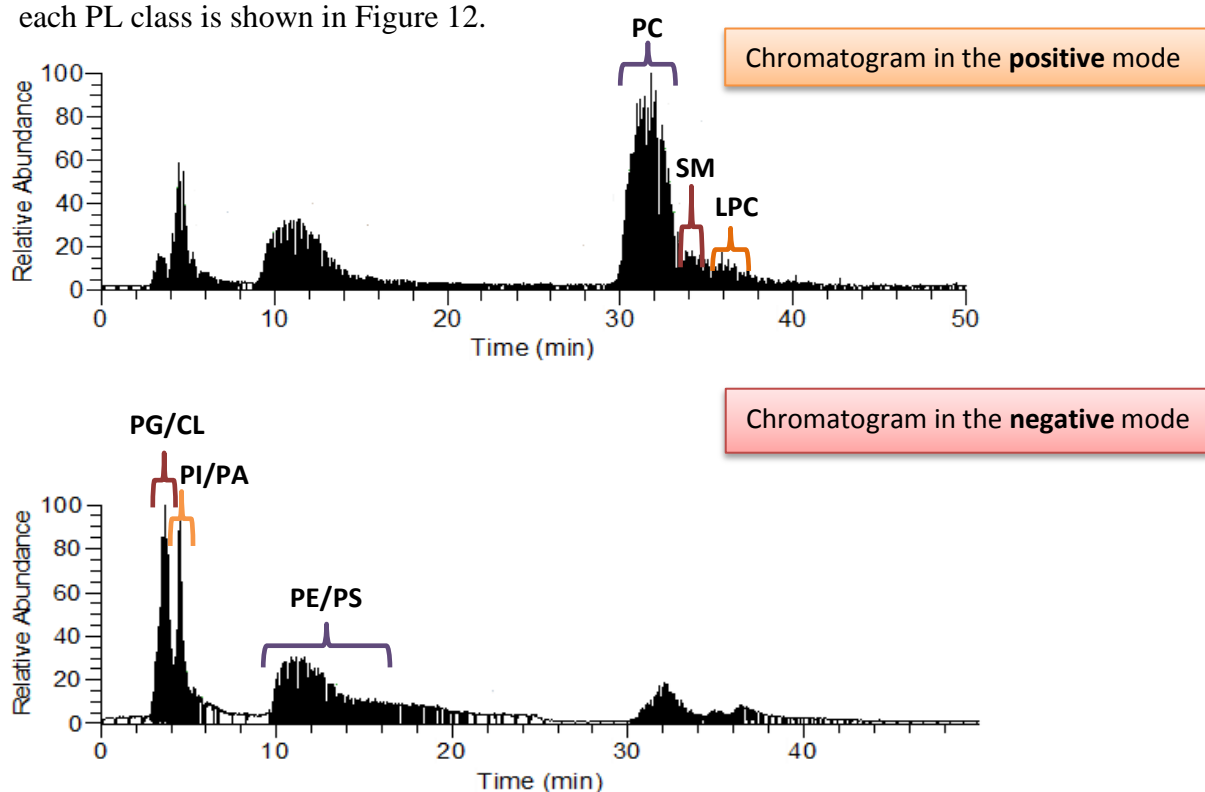 each PL class is shown in Figure 12.
PC
Chromatogram in the positive mode
100
80
60
40
20
0
Relative Abundance
SM
LPC
0 10 20 30 40 50
Time (min)
Chromatogram in the negative mode
PG/CL
PI/PA
100
80
60
40
20
0
Relative Abundance
PE/PS
0 10 20 30 40
Time (min)